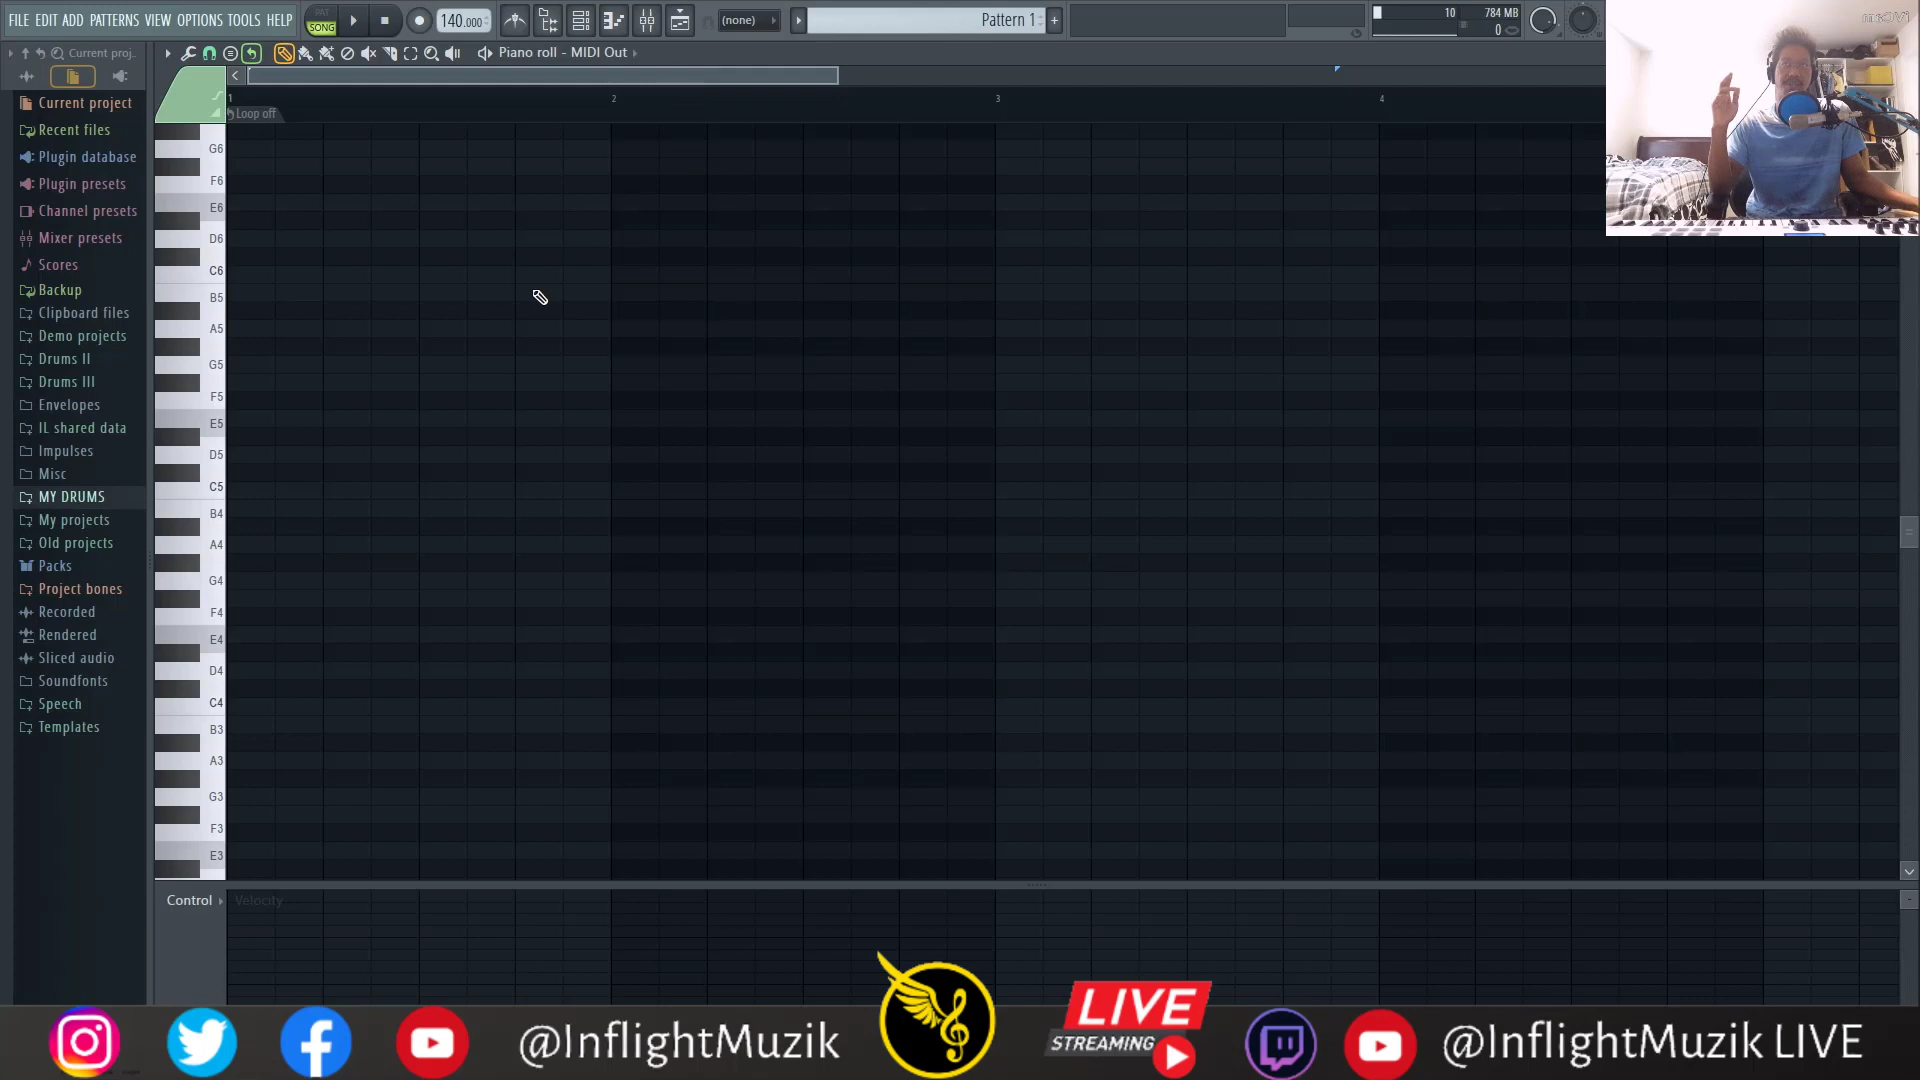 FILE EDIT ADD PATTERNS VIEW OPTIONS TOOLS HELP
PAT
SONG
140.000
(none)
Pattern 1
10
784 MB
0
Current proj..
Piano roll - MIDI Out
Current project
Recent files
Plugin database
Plugin presets
Channel presets
Mixer presets
Scores
Backup
Clipboard files
Demo projects
Drums II
Drums III
Envelopes
IL shared data
Impulses
Misc
MY DRUMS
My projects
Old projects
Packs
Project bones
Recorded
Rendered
Sliced audio
Soundfonts
Speech
Templates
1
2
3
4
Loop off
G6
F6
E6
D6
C6
B5
A5
G5
F5
E5
D5
C5
B4
A4
G4
F4
E4
D4
C4
B3
A3
G3
F3
E3
Control
Velocity
@InflightMuzik
LIVE
STREAMING
@InflightMuzik LIVE